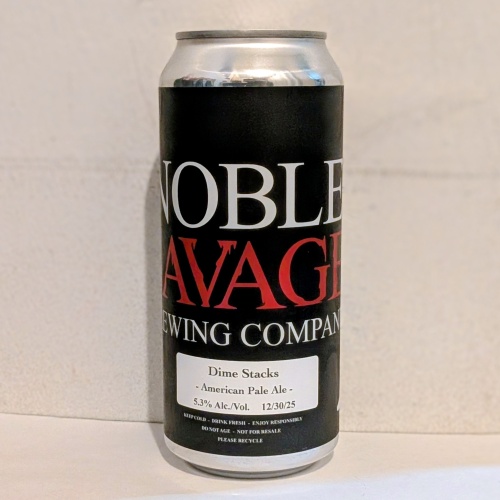 NOBLE
AVAGE
EWING COMPAN
Dime Stacks
- American Pale Ale -
5.3% Alc./Vol. 12/30/25
KEEP COLD . DRINK FRESH - ENJOY RESPONSIBLY
DO NOT AGE - NOT FOR RESALE
PLEASE RECYCLE